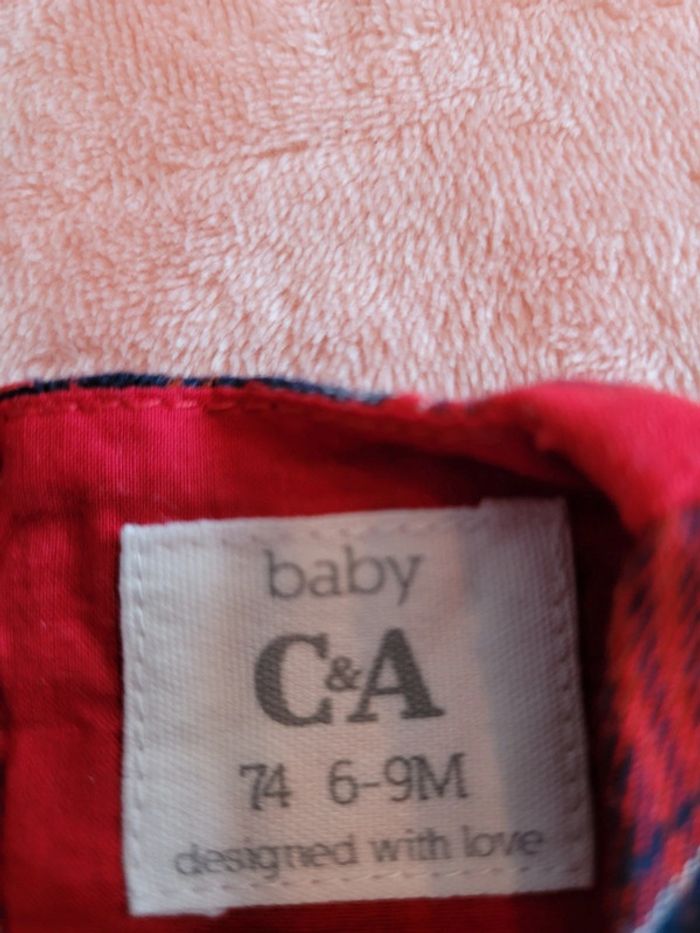 baby
C&A
74 6-9M
designed with love